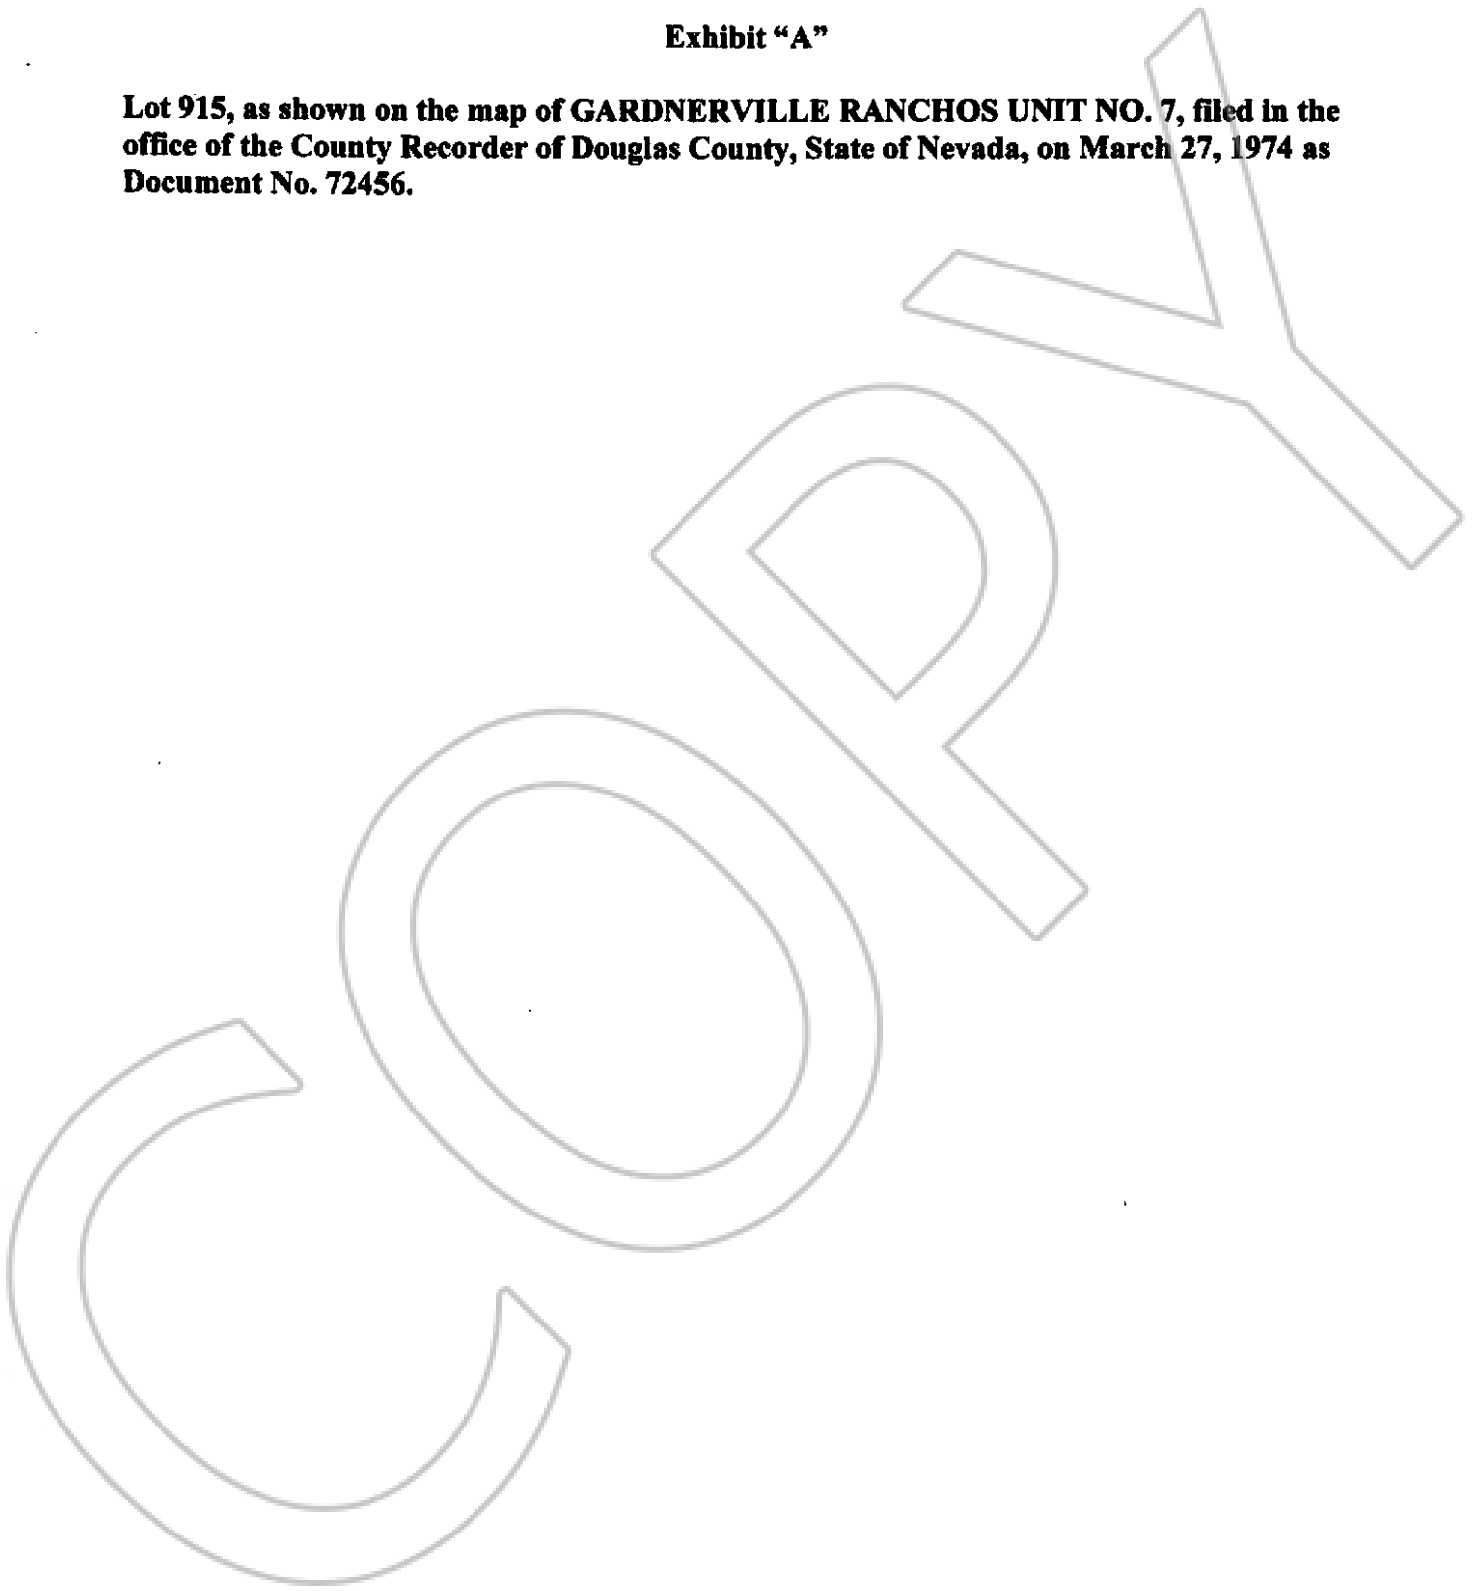 Exhibit “A”
Lot 915, as shown on the map of GARDNERVILLE RANCHOS UNIT NO. 7, filed in the
office of the County Recorder of Douglas County, State of Nevada, on March 27, 1974 as
Document No. 72456.
COPY